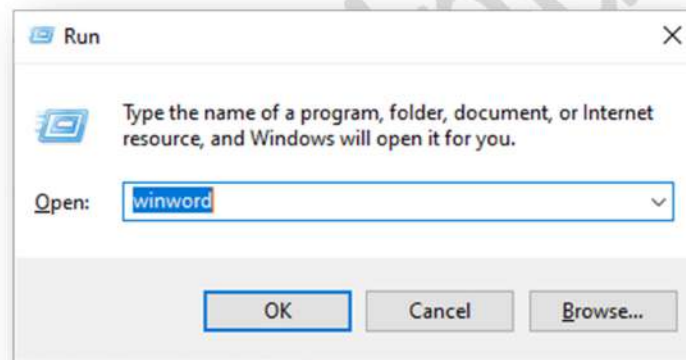 Run
Type the name of a program, folder, document, or Internet
resource, and Windows will open it for you.
Open: winword
OK Cancel Browse...